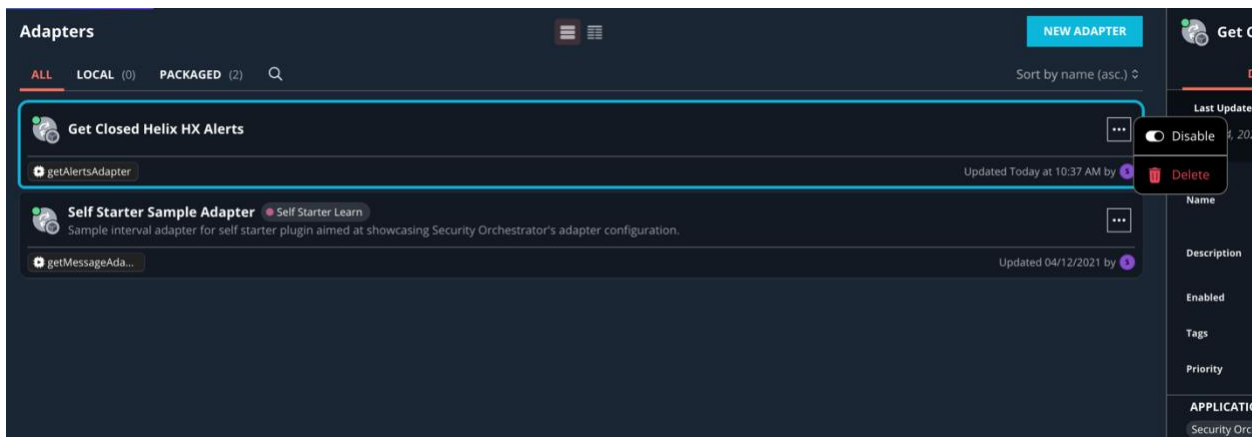 Adapters
NEW ADAPTER
ALL LOCAL (0) PACKAGED (2)
Sort by name (asc.)
Get Closed Helix HX Alerts
getAlertsAdapter
Updated Today at 10:37 AM by
Self Starter Sample Adapter Self Starter Learn
Sample interval adapter for self starter plugin aimed at showcasing Security Orchestrator's adapter configuration.
getMessageAda...
Updated 04/12/2021 by
Disable
Delete
Get
Last Update
Name
Description
Enabled
Tags
Priority
APPLICATI
Security Orc